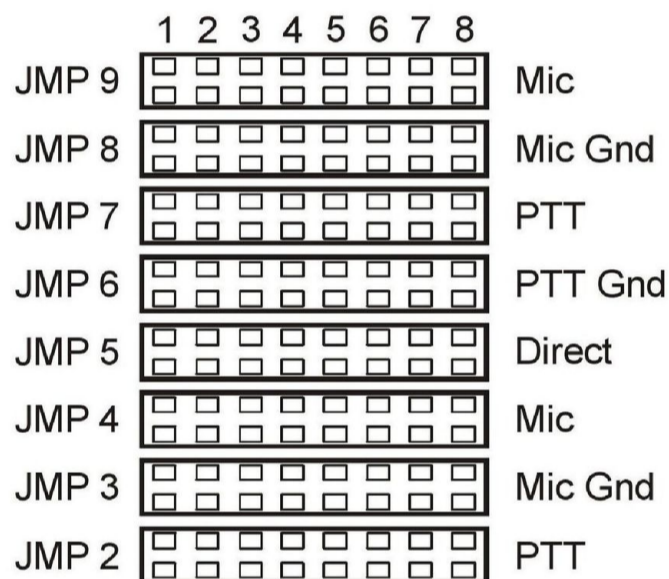 1 2 3 4 5 6 7 8
JMP 9 Mic
JMP 8 Mic Gnd
JMP 7 PTT
JMP 6 PTT Gnd
JMP 5 Direct
JMP 4 Mic
JMP 3 Mic Gnd
JMP 2 PTT